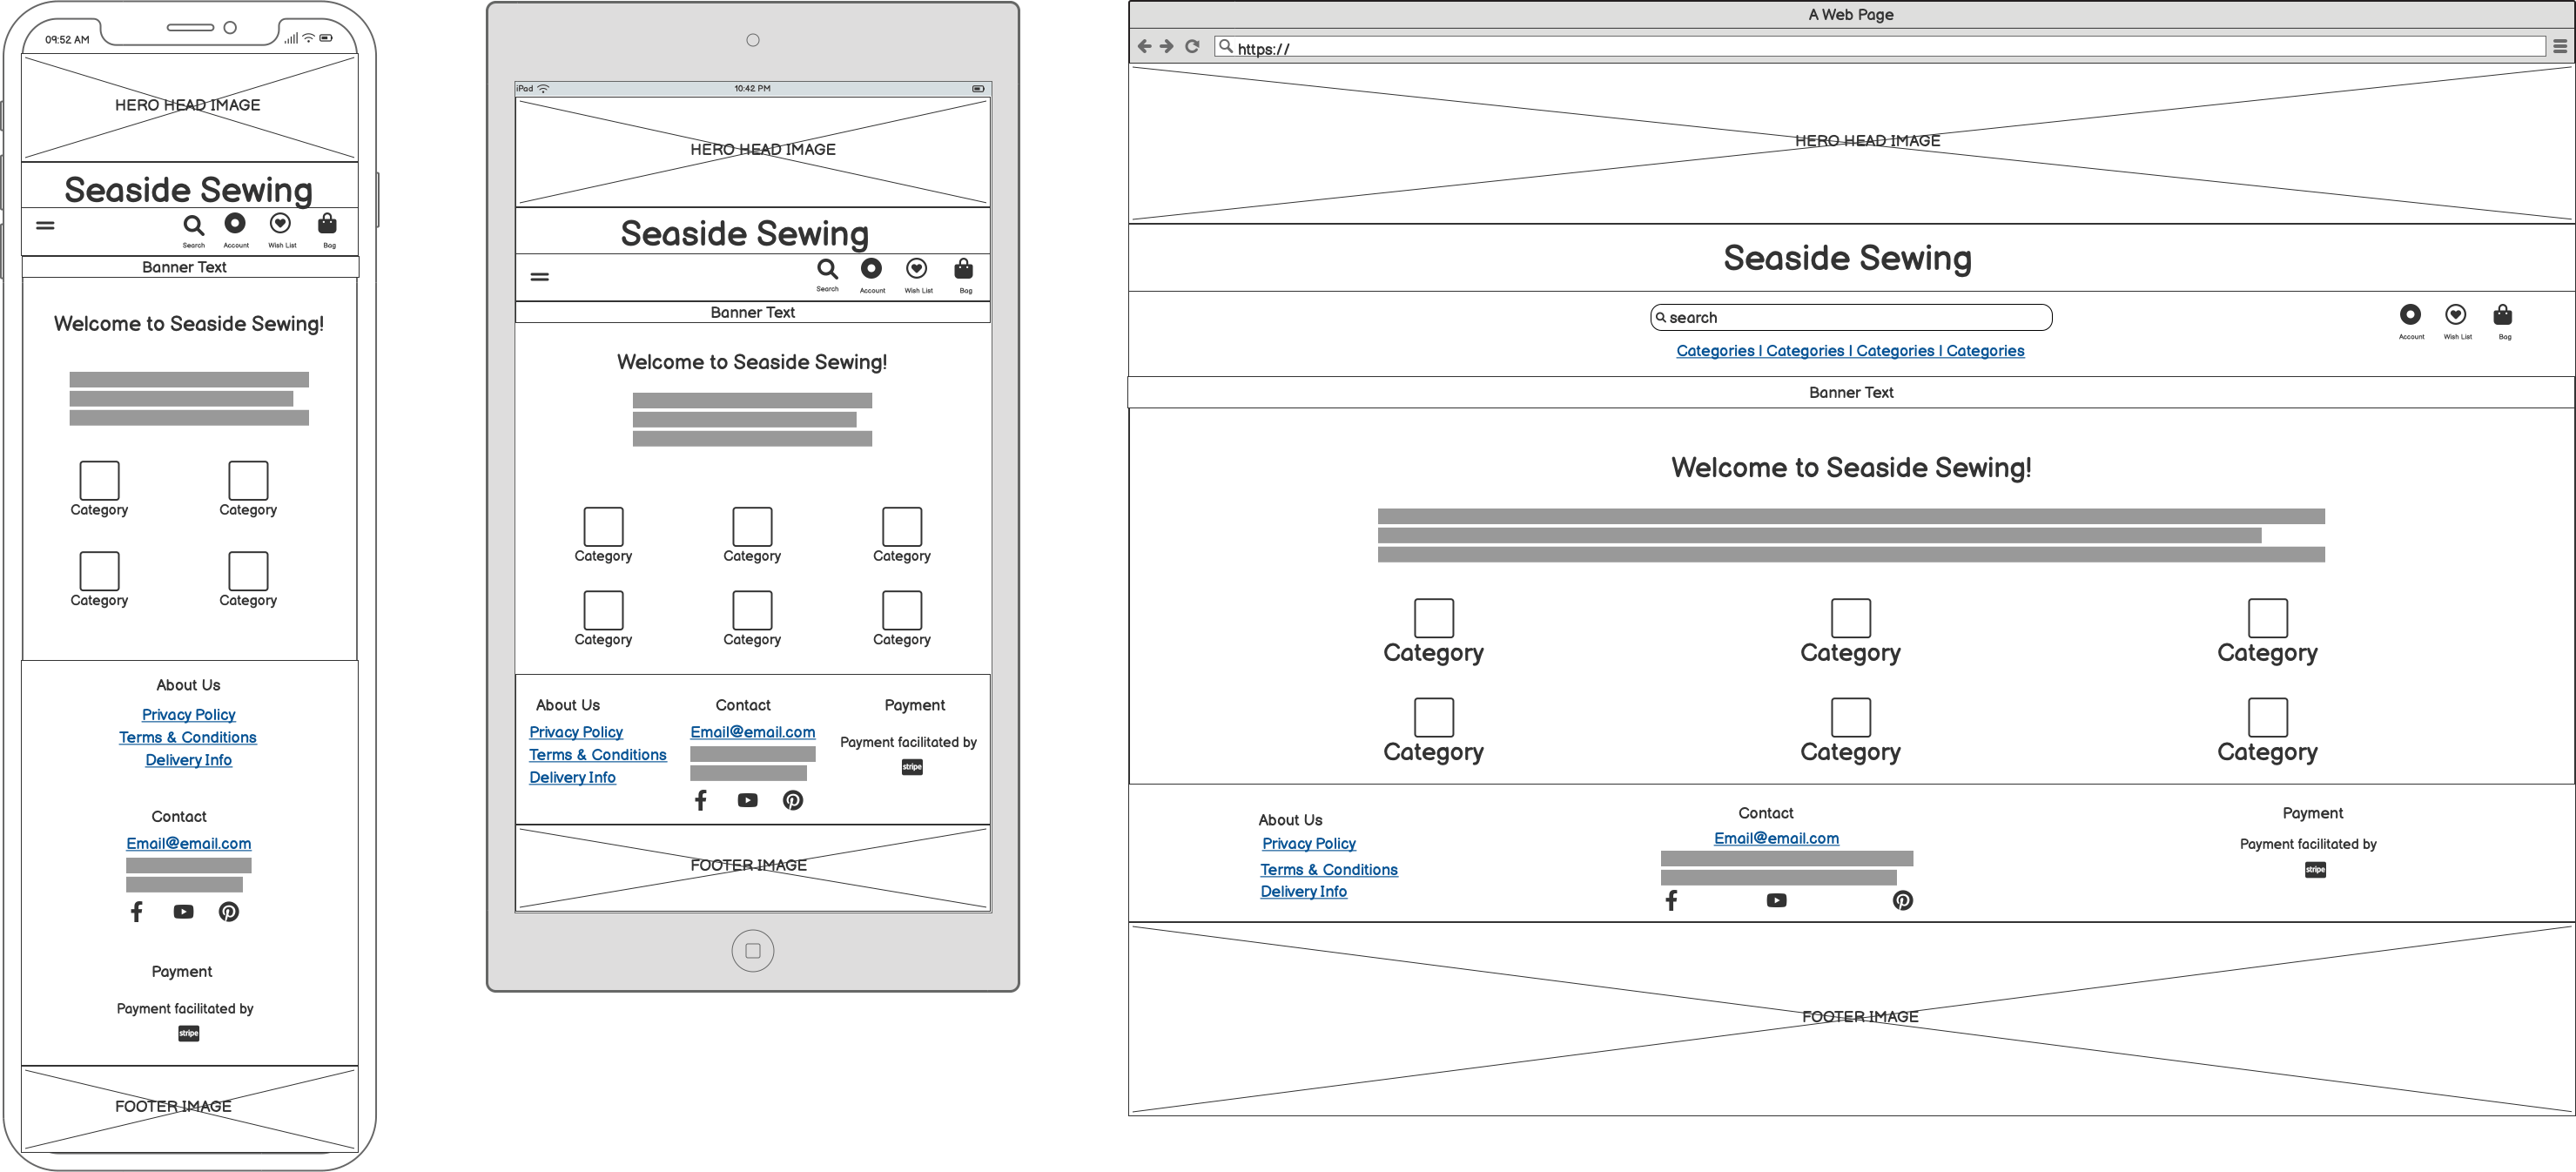 09:52 AM
HERO HEAD IMAGE
Seaside Sewing
Search Account Wish List Bag
Banner Text
Welcome to Seaside Sewing!
Category Category
Category Category
About Us
Privacy Policy
Terms & Conditions
Delivery Info
Contact
Email@email.com
Payment
Payment facilitated by
stripe
FOOTER IMAGE
iPad 10:42 PM
HERO HEAD IMAGE
Seaside Sewing
Search Account Wish List Bag
Banner Text
Welcome to Seaside Sewing!
Category Category Category
Category Category Category
About Us
Privacy Policy
Terms & Conditions
Delivery Info
Contact
Email@email.com
Payment
Payment facilitated by
stripe
FOOTER IMAGE
A Web Page
https://
HERO HEAD IMAGE
Seaside Sewing
search
Account Wish List Bag
Categories | Categories | Categories | Categories
Banner Text
Welcome to Seaside Sewing!
Category Category Category
Category Category Category
About Us
Privacy Policy
Terms & Conditions
Delivery Info
Contact
Email@email.com
Payment
Payment facilitated by
stripe
FOOTER IMAGE